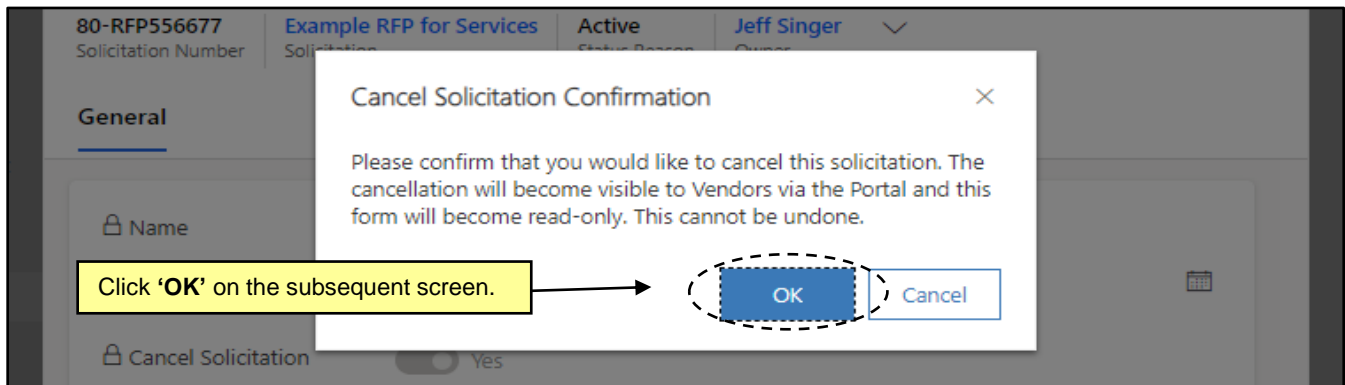 80-RFP556677 Example RFP for Services Active Jeff Singer
Solicitation Number Solicitation Status Reason Owner
Cancel Solicitation Confirmation
General
Please confirm that you would like to cancel this solicitation. The
cancellation will become visible to Vendors via the Portal and this
form will become read-only. This cannot be undone.
Name
Click ‘OK’ on the subsequent screen.
OK Cancel
Cancel Solicitation Yes